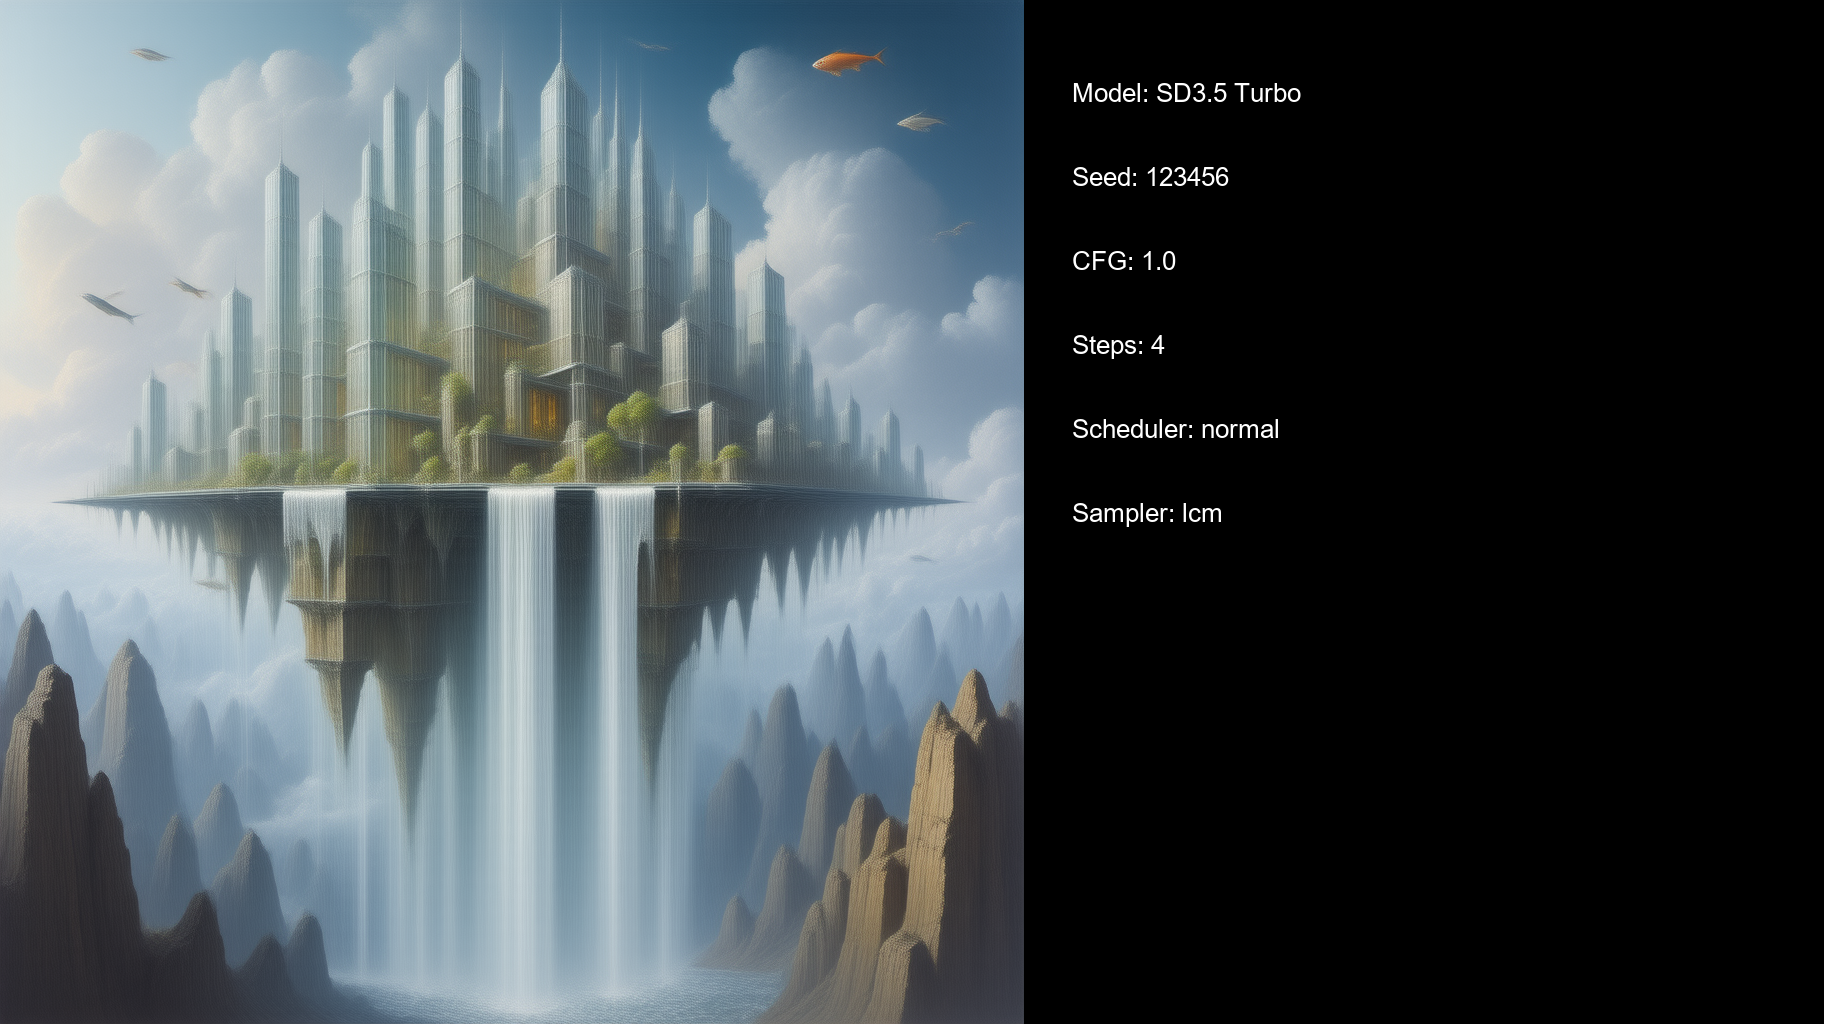 Model: SD3.5 Turbo
Seed: 123456
CFG: 1.0
Steps: 4
Scheduler: normal
Sampler: lcm